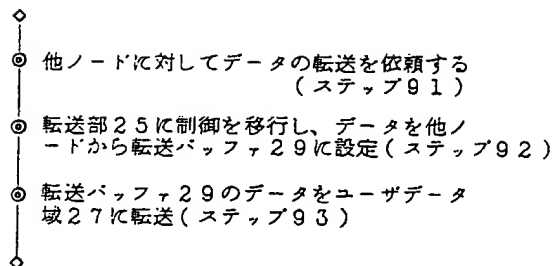 他ノードに対してデータの転送を依頼する
(ステップ91)
転送部25に制御を移行し、データを他ノ
ードから転送バッファ29に設定(ステップ92)
転送バッファ29のデータをユーザデータ
域27に転送(ステップ93)